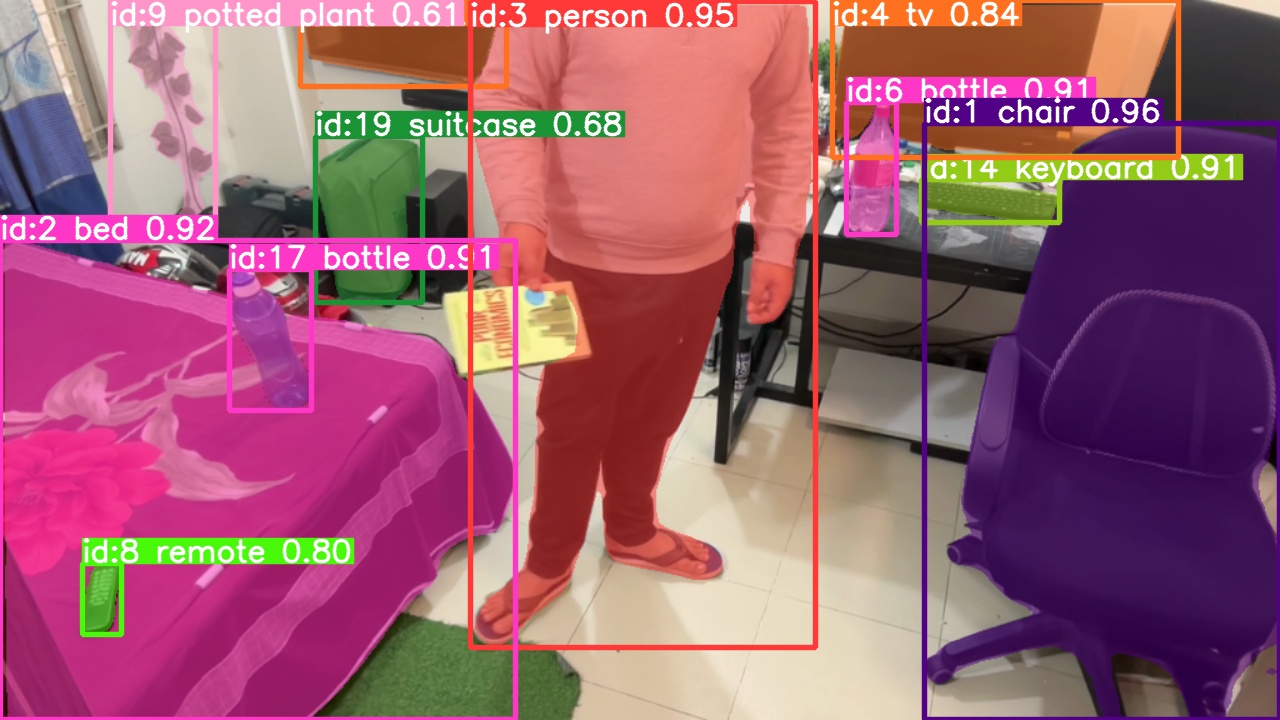 id:9 potted plant 0.61
id:3 person 0.95
id:4 tv 0.84
id:6 bottle 0.91
id:1 chair 0.96
id:19 suitcase 0.68
d:14 keyboard 0.91
id:2 bed 0.92
id:17 bottle 0.91
POOR
ECONOMICS
id:8 remote 0.80